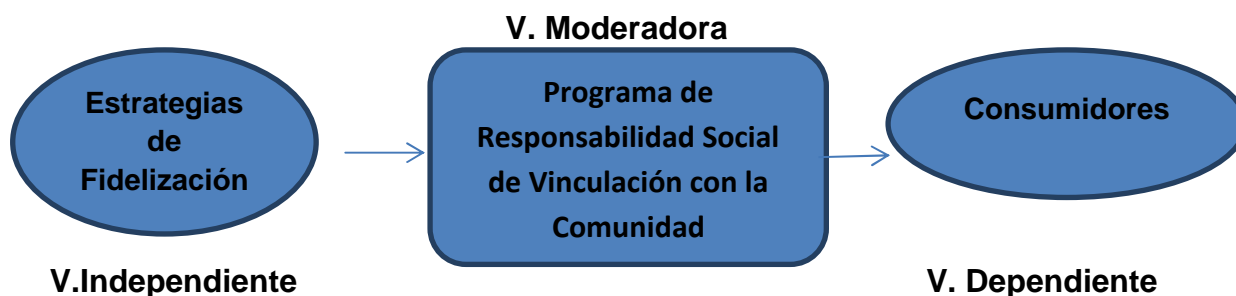 V. Moderadora
Estrategias
de
Fidelización
Programa de
Responsabilidad Social
de Vinculación con la
Comunidad
Consumidores
V.Independiente
V. Dependiente